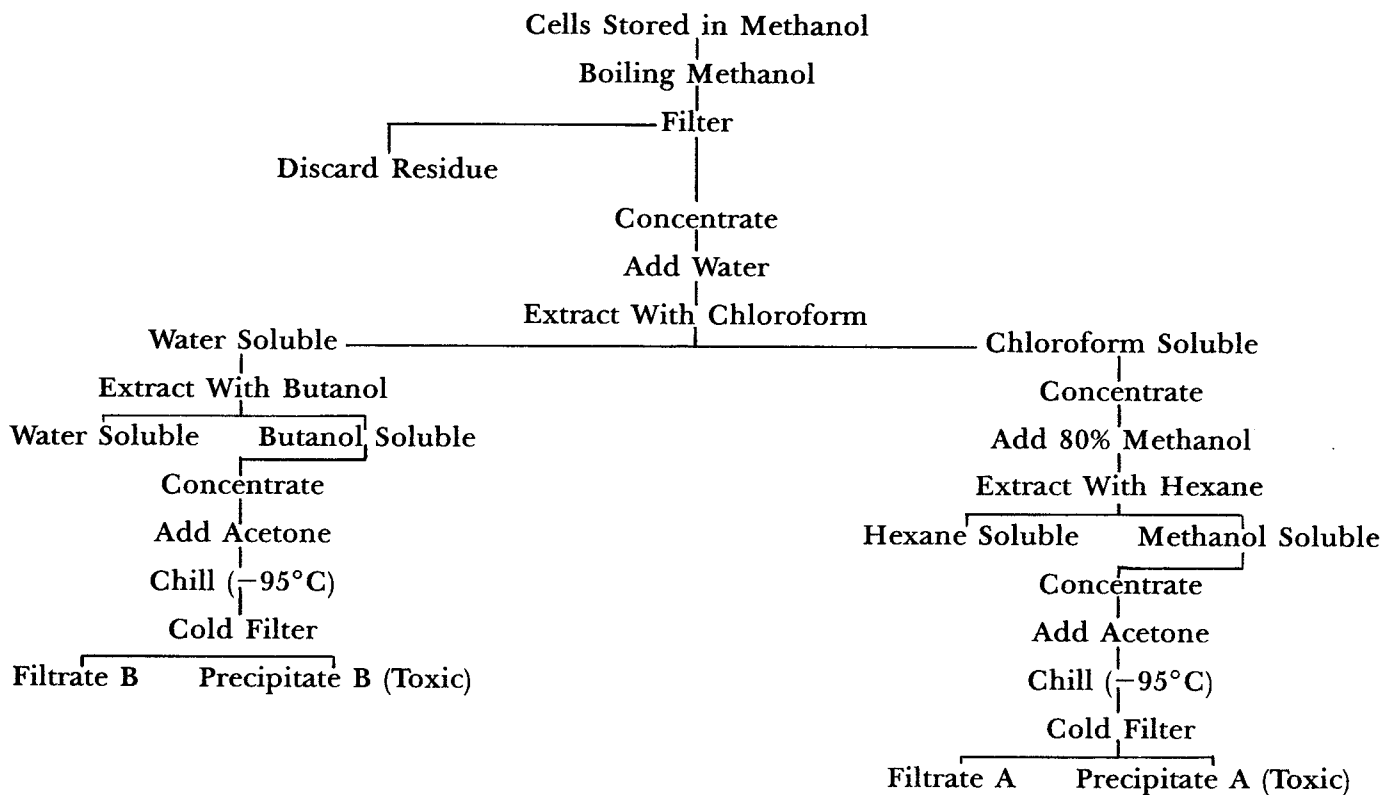 Cells Stored in Methanol
Boiling Methanol
Filter
Discard Residue
Concentrate
Add Water
Extract With Chloroform
Water Soluble
Extract With Butanol
Water Soluble
Butanol Soluble
Concentrate
Add Acetone
Chill (−95°C)
Cold Filter
Filtrate B
Precipitate B (Toxic)
Chloroform Soluble
Concentrate
Add 80% Methanol
Extract With Hexane
Hexane Soluble
Methanol Soluble
Concentrate
Add Acetone
Chill (−95°C)
Cold Filter
Filtrate A
Precipitate A (Toxic)